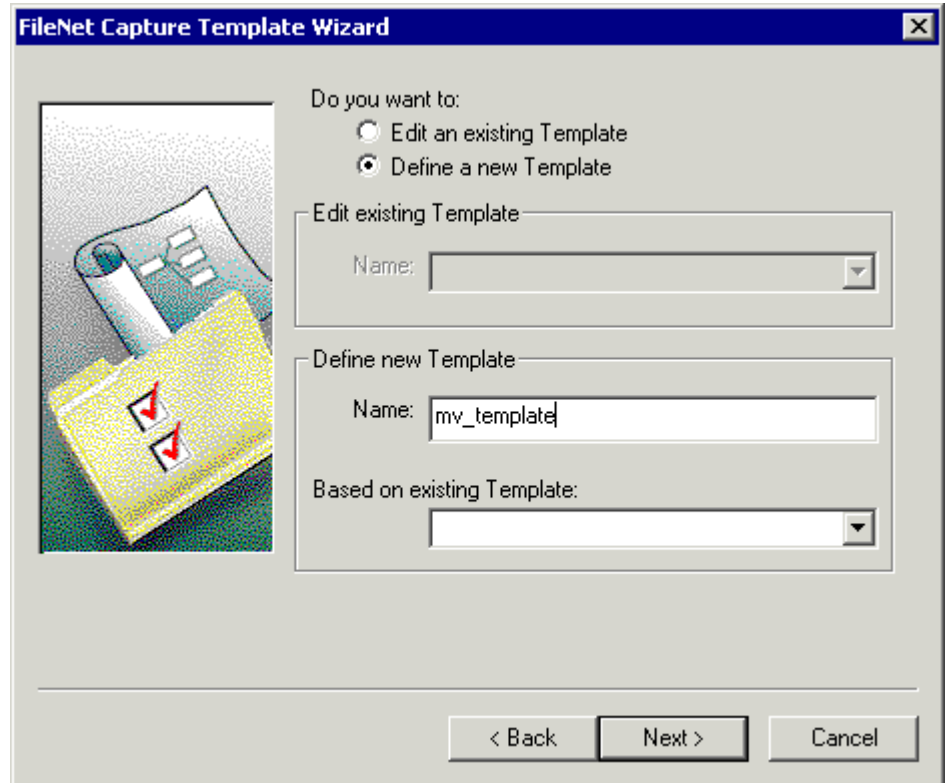 FileNet Capture Template Wizard
Do you want to:
Edit an existing Template
Define a new Template
Edit existing Template
Name:
Define new Template
Name: mv_template
Based on existing Template:
< Back Next > Cancel